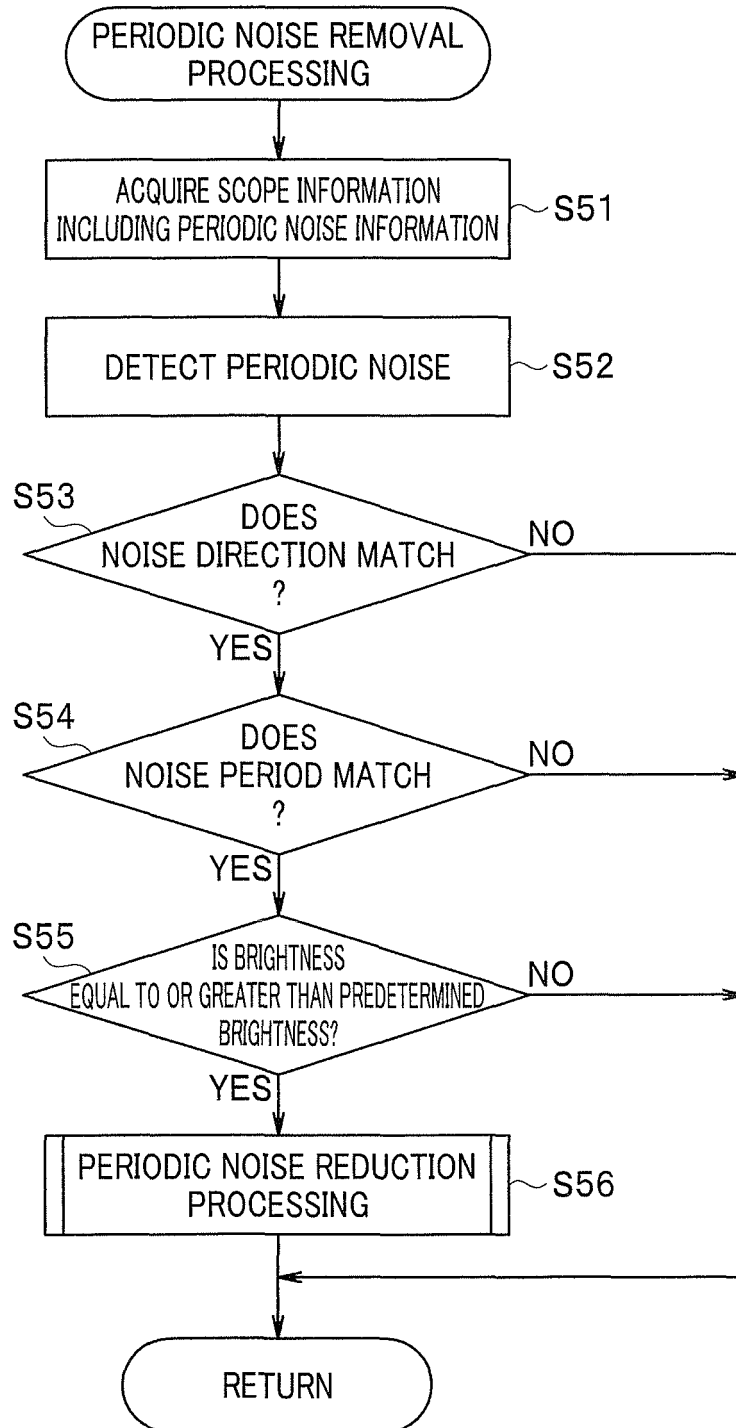 PERIODIC NOISE REMOVAL
PROCESSING
ACQUIRE SCOPE INFORMATION
INCLUDING PERIODIC NOISE INFORMATION
S51
DETECT PERIODIC NOISE
S52
S53
DOES
NOISE DIRECTION MATCH
?
NO
YES
S54
DOES
NOISE PERIOD MATCH
?
NO
YES
S55
IS BRIGHTNESS
EQUAL TO OR GREATER THAN PREDETERMINED
BRIGHTNESS?
NO
YES
PERIODIC NOISE REDUCTION
PROCESSING
S56
RETURN